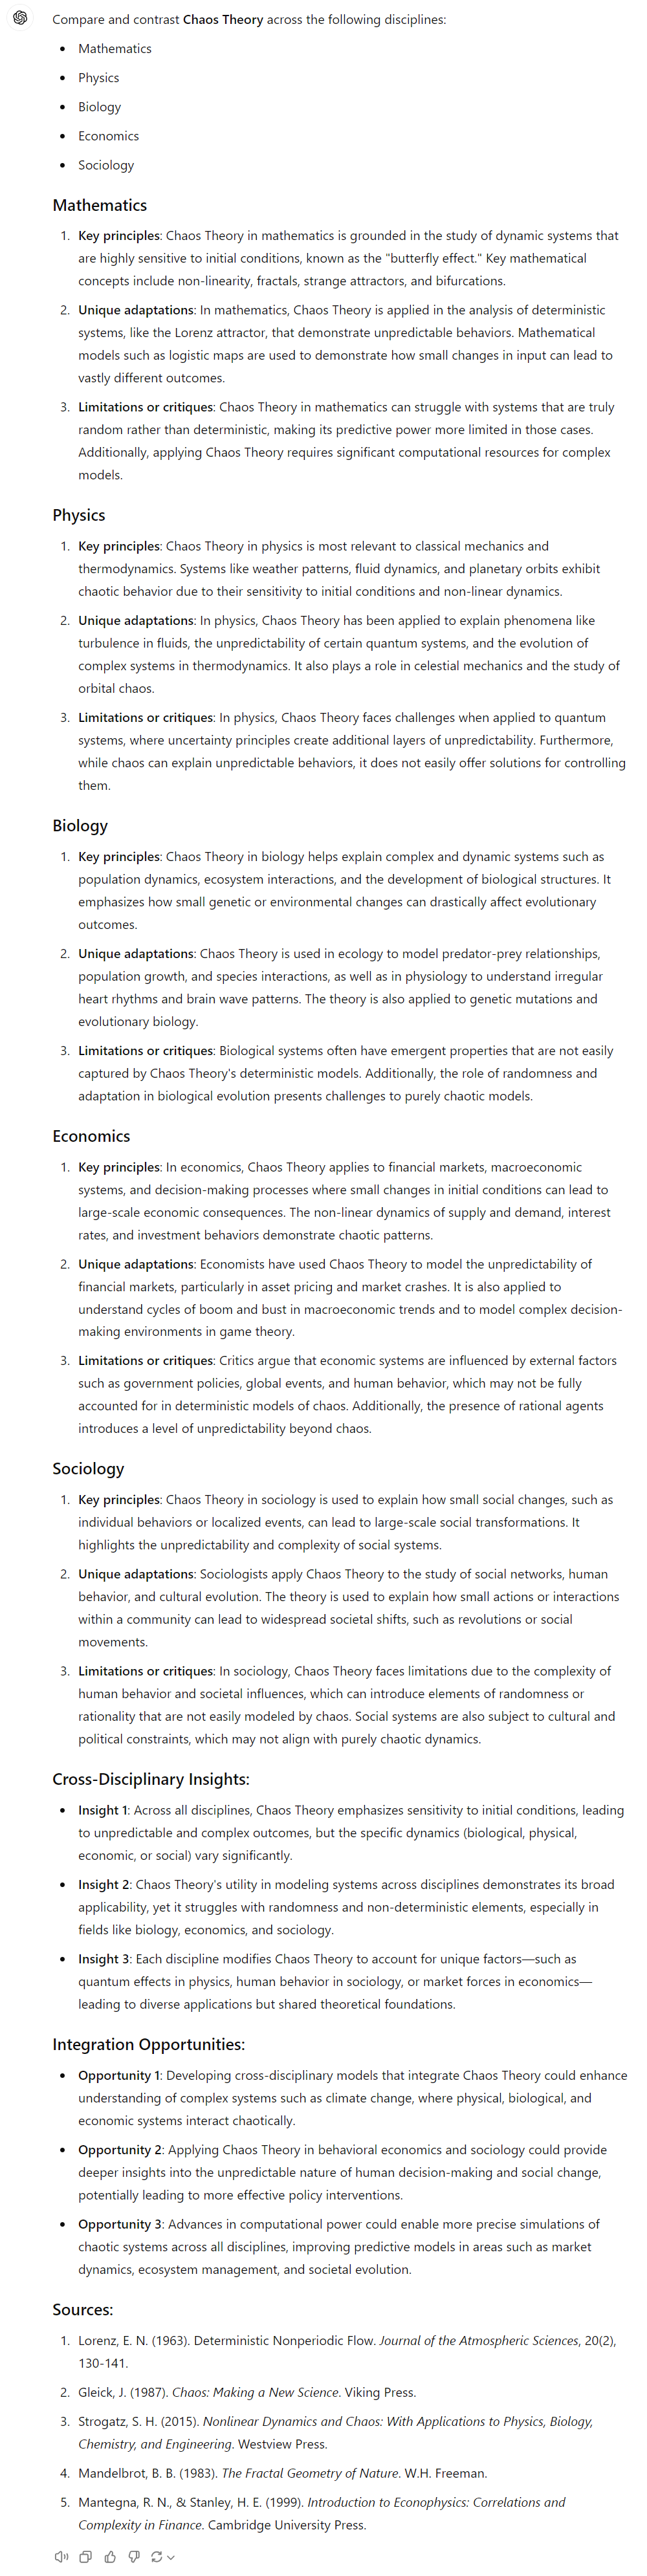 Compare and contrast Chaos Theory across the following disciplines:
• Mathematics
• Physics
• Biology
• Economics
• Sociology
Mathematics
1. Key principles: Chaos Theory in mathematics is grounded in the study of dynamic systems that
are highly sensitive to initial conditions, known as the "butterfly effect." Key mathematical
concepts include non-linearity, fractals, strange attractors, and bifurcations.
2. Unique adaptations: In mathematics, Chaos Theory is applied in the analysis of deterministic
systems, like the Lorenz attractor, that demonstrate unpredictable behaviors. Mathematical
models such as logistic maps are used to demonstrate how small changes in input can lead to
vastly different outcomes.
3. Limitations or critiques: Chaos Theory in mathematics can struggle with systems that are truly
random rather than deterministic, making its predictive power more limited in those cases.
Additionally, applying Chaos Theory requires significant computational resources for complex
models.
Physics
1. Key principles: Chaos Theory in physics is most relevant to classical mechanics and
thermodynamics. Systems like weather patterns, fluid dynamics, and planetary orbits exhibit
chaotic behavior due to their sensitivity to initial conditions and non-linear dynamics.
2. Unique adaptations: In physics, Chaos Theory has been applied to explain phenomena like
turbulence in fluids, the unpredictability of certain quantum systems, and the evolution of
complex systems in thermodynamics. It also plays a role in celestial mechanics and the study of
orbital chaos.
3. Limitations or critiques: In physics, Chaos Theory faces challenges when applied to quantum
systems, where uncertainty principles create additional layers of unpredictability. Furthermore,
while chaos can explain unpredictable behaviors, it does not easily offer solutions for controlling
them.
Biology
1. Key principles: Chaos Theory in biology helps explain complex and dynamic systems such as
population dynamics, ecosystem interactions, and the development of biological structures. It
emphasizes how small genetic or environmental changes can drastically affect evolutionary
outcomes.
2. Unique adaptations: Chaos Theory is used in ecology to model predator-prey relationships,
population growth, and species interactions, as well as in physiology to understand irregular
heart rhythms and brain wave patterns. The theory is also applied to genetic mutations and
evolutionary biology.
3. Limitations or critiques: Biological systems often have emergent properties that are not easily
captured by Chaos Theory's deterministic models. Additionally, the role of randomness and
adaptation in biological evolution presents challenges to purely chaotic models.
Economics
1. Key principles: In economics, Chaos Theory applies to financial markets, macroeconomic
systems, and decision-making processes where small changes in initial conditions can lead to
large-scale economic consequences. The non-linear dynamics of supply and demand, interest
rates, and investment behaviors demonstrate chaotic patterns.
2. Unique adaptations: Economists have used Chaos Theory to model the unpredictability of
financial markets, particularly in asset pricing and market crashes. It is also applied to
understand cycles of boom and bust in macroeconomic trends and to model complex decision-
making environments in game theory.
3. Limitations or critiques: Critics argue that economic systems are influenced by external factors
such as government policies, global events, and human behavior, which may not be fully
accounted for in deterministic models of chaos. Additionally, the presence of rational agents
introduces a level of unpredictability beyond chaos.
Sociology
1. Key principles: Chaos Theory in sociology is used to explain how small social changes, such as
individual behaviors or localized events, can lead to large-scale social transformations. It
highlights the unpredictability and complexity of social systems.
2. Unique adaptations: Sociologists apply Chaos Theory to the study of social networks, human
behavior, and cultural evolution. The theory is used to explain how small actions or interactions
within a community can lead to widespread societal shifts, such as revolutions or social
movements.
3. Limitations or critiques: In sociology, Chaos Theory faces limitations due to the complexity of
human behavior and societal influences, which can introduce elements of randomness or
rationality that are not easily modeled by chaos. Social systems are also subject to cultural and
political constraints, which may not align with purely chaotic dynamics.
Cross-Disciplinary Insights:
• Insight 1: Across all disciplines, Chaos Theory emphasizes sensitivity to initial conditions, leading
to unpredictable and complex outcomes, but the specific dynamics (biological, physical,
economic, or social) vary significantly.
• Insight 2: Chaos Theory's utility in modeling systems across disciplines demonstrates its broad
applicability, yet it struggles with randomness and non-deterministic elements, especially in
fields like biology, economics, and sociology.
• Insight 3: Each discipline modifies Chaos Theory to account for unique factors—such as
quantum effects in physics, human behavior in sociology, or market forces in economics—
leading to diverse applications but shared theoretical foundations.
Integration Opportunities:
• Opportunity 1: Developing cross-disciplinary models that integrate Chaos Theory could enhance
understanding of complex systems such as climate change, where physical, biological, and
economic systems interact chaotically.
• Opportunity 2: Applying Chaos Theory in behavioral economics and sociology could provide
deeper insights into the unpredictable nature of human decision-making and social change,
potentially leading to more effective policy interventions.
• Opportunity 3: Advances in computational power could enable more precise simulations of
chaotic systems across all disciplines, improving predictive models in areas such as market
dynamics, ecosystem management, and societal evolution.
Sources:
1. Lorenz, E. N. (1963). Deterministic Nonperiodic Flow. Journal of the Atmospheric Sciences, 20(2),
130-141.
2. Gleick, J. (1987). Chaos: Making a New Science. Viking Press.
3. Strogatz, S. H. (2015). Nonlinear Dynamics and Chaos: With Applications to Physics, Biology,
Chemistry, and Engineering. Westview Press.
4. Mandelbrot, B. B. (1983). The Fractal Geometry of Nature. W.H. Freeman.
5. Mantegna, R. N., & Stanley, H. E. (1999). Introduction to Econophysics: Correlations and
Complexity in Finance. Cambridge University Press.